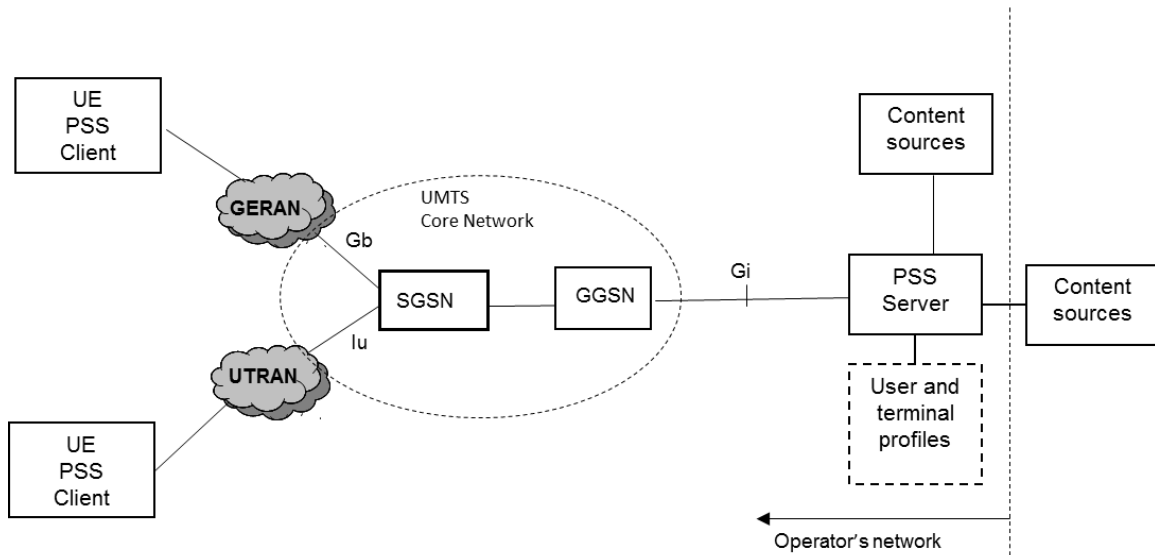 UE
PSS
Client
GERAN
UMTS
Core Network
Gb
SGSN
GGSN
Gi
Iu
UTRAN
UE
PSS
Client
Content
sources
PSS
Server
Content
sources
User and
terminal
profiles
Operator's network